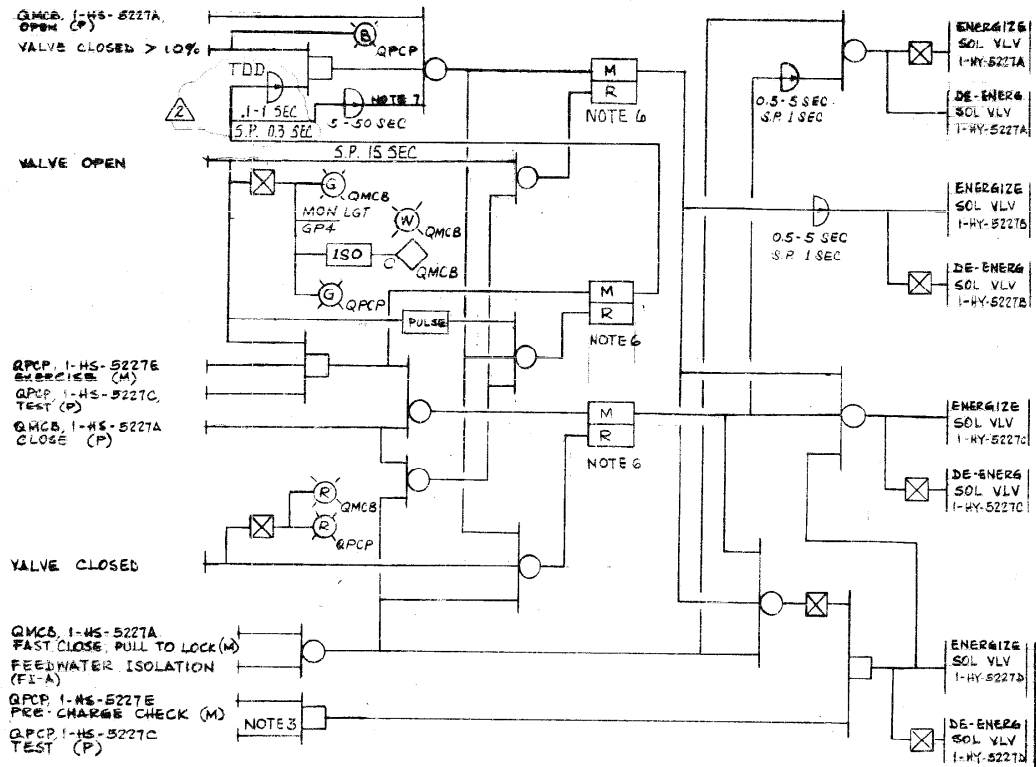 QMCB, 1-HS-5227A,
OPEN (P)
VALVE CLOSED > 10%
B
QPCP
TDD
2
.1-1 SEC
S.P. 0.3 SEC
NOTE 7
5-50 SEC
S.P. 15 SEC
M
R
NOTE 6
VALVE OPEN
G
QMCB
MON LGT
GP4
W
QMCB
ISO
C
QMCB
G
QPCP
PULSE
M
R
NOTE 6
QPCP, 1-HS-5227E
EXERCISE (M)
QPCP, 1-HS-5227C,
TEST (P)
QMCB, 1-HS-5227A
CLOSE (P)
M
R
NOTE 6
R
QMCB
R
QPCP
VALVE CLOSED
QMCB, 1-HS-5227A
FAST CLOSE, PULL TO LOCK (M)
FEEDWATER ISOLATION
(FI-A)
QPCP, 1-HS-5227E
PRE-CHARGE CHECK (M)
NOTE 3
QPCP, 1-HS-5227C
TEST (P)
0.5-5 SEC
S.P. 1 SEC
0.5-5 SEC
S.P. 1 SEC
ENERGIZE
SOL VLV
1-HY-5227A
DE-ENERG
SOL VLV
1-HY-5227A
ENERGIZE
SOL VLV
1-HY-5227B
DE-ENERG
SOL VLV
1-HY-5227B
ENERGIZE
SOL VLV
1-HY-5227C
DE-ENERG
SOL VLV
1-HY-5227C
ENERGIZE
SOL VLV
1-HY-5227D
DE-ENERG
SOL VLV
1-HY-5227D